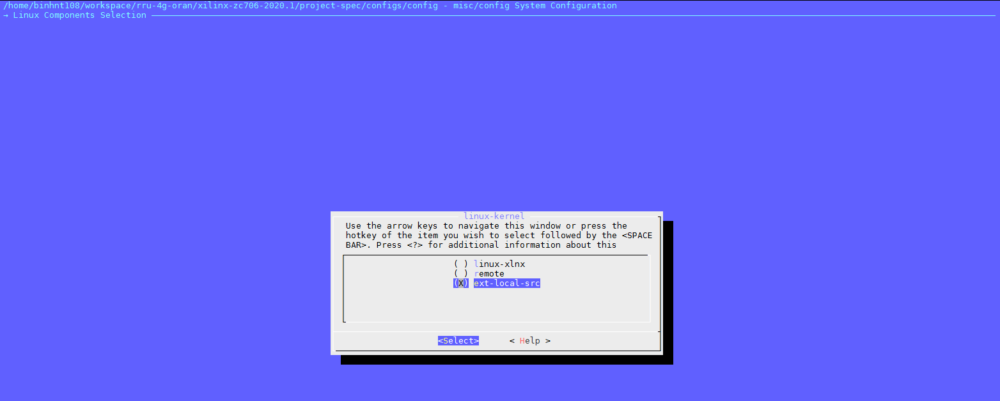 /home/binhnt108/workspace/rru-4g-oran/xilinx-zc706-2020.1/project-spec/configs/config - misc/config System Configuration
→ Linux Components Selection
linux-kernel
Use the arrow keys to navigate this window or press the
hotkey of the item you wish to select followed by the <SPACE
BAR>. Press <?> for additional information about this
( ) linux-xlnx
( ) remote
(X) ext-local-src
<Select> < Help >